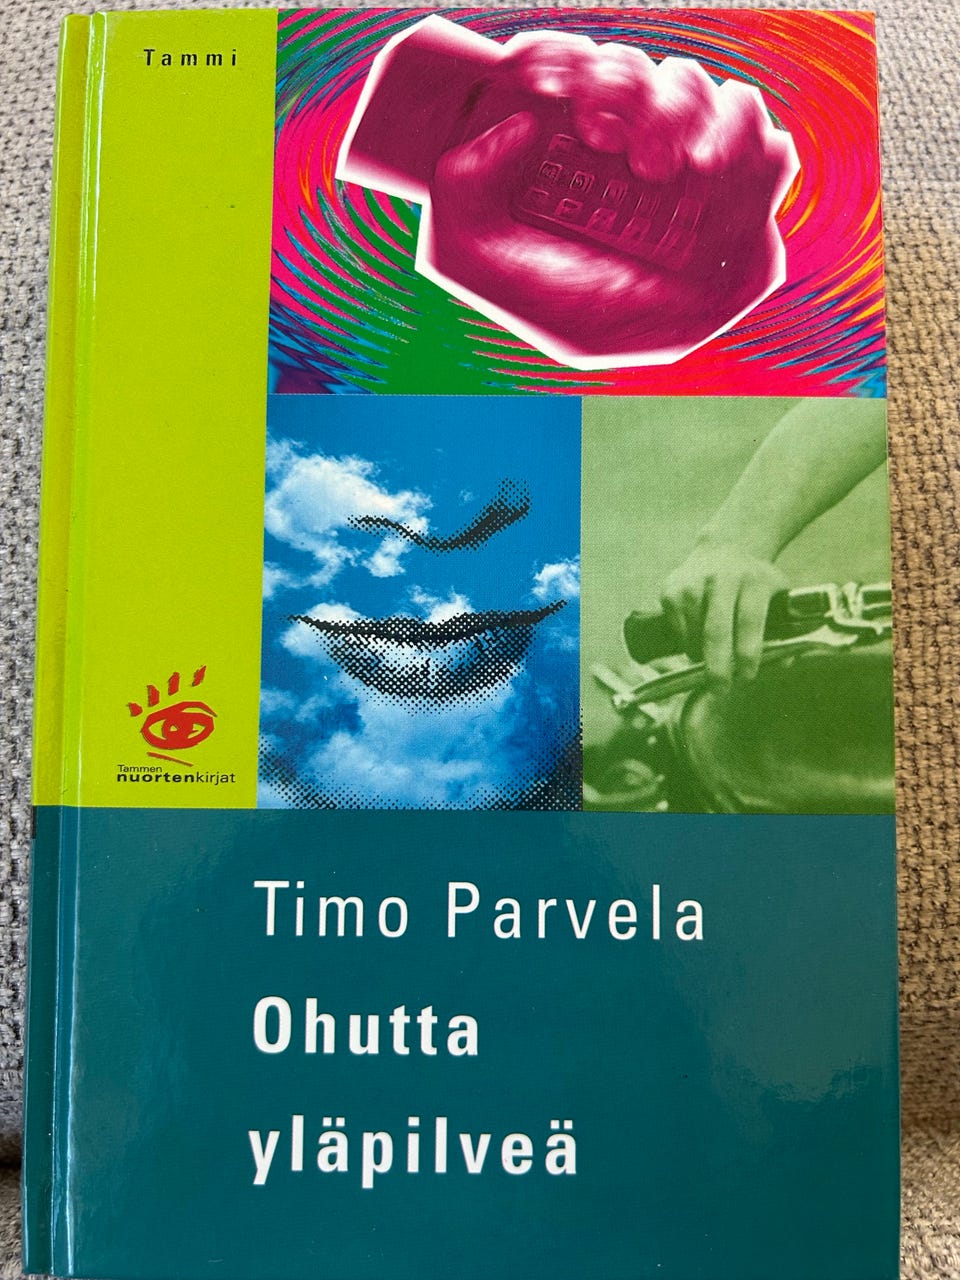 Tammi
Tammen
nuortenkirjat
Timo Parvela
Ohutta
yläpilveä